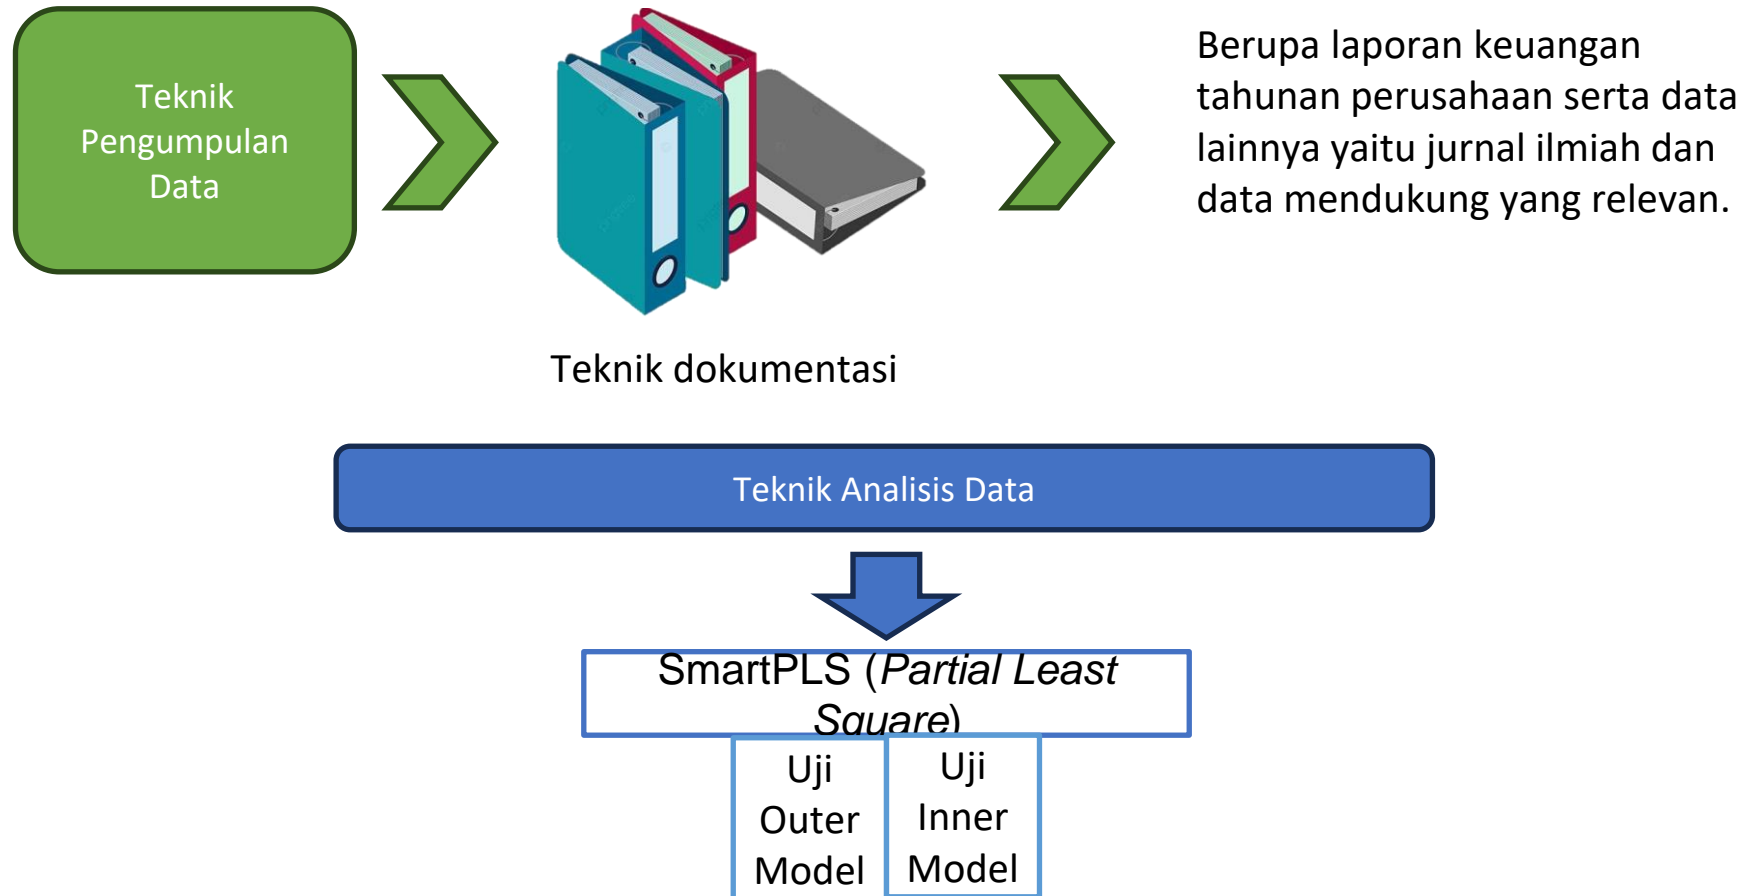 Teknik
Pengumpulan
Data
Berupa laporan keuangan
tahunan perusahaan serta data
lainnya yaitu jurnal ilmiah dan
data mendukung yang relevan.
Teknik dokumentasi
Teknik Analisis Data
SmartPLS (Partial Least
Square)
Uji
Outer
Model
Uji
Inner
Model